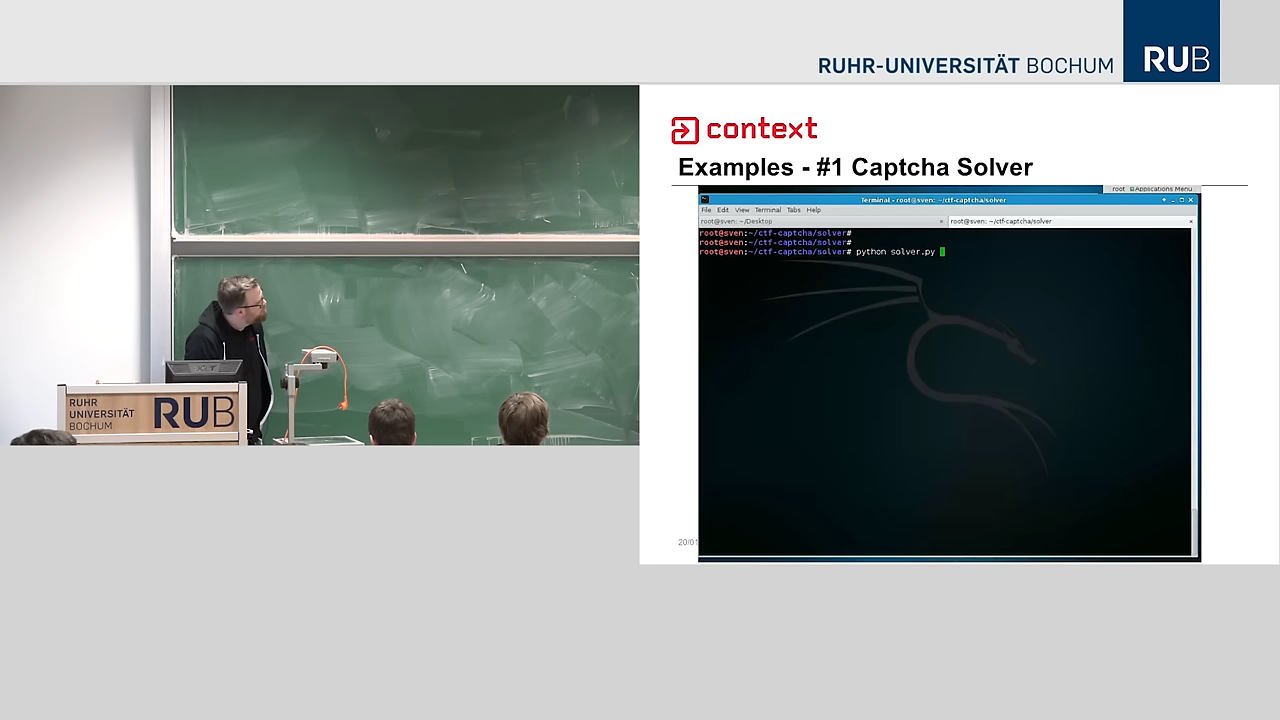 RUHR-UNIVERSITÄT BOCHUM RUB
context
Examples - #1 Captcha Solver
root Applications Menu
Terminal - root@sven: ~/ctf-captcha/solver
File Edit View Terminal Tabs Help
root@sven: ~/Desktop
root@sven: ~/ctf-captcha/solver
root@sven:~/ctf-captcha/solver#
root@sven:~/ctf-captcha/solver#
root@sven:~/ctf-captcha/solver# python solver.py
20/01
RUHR
UNIVERSITÄT
BOCHUM
RUB